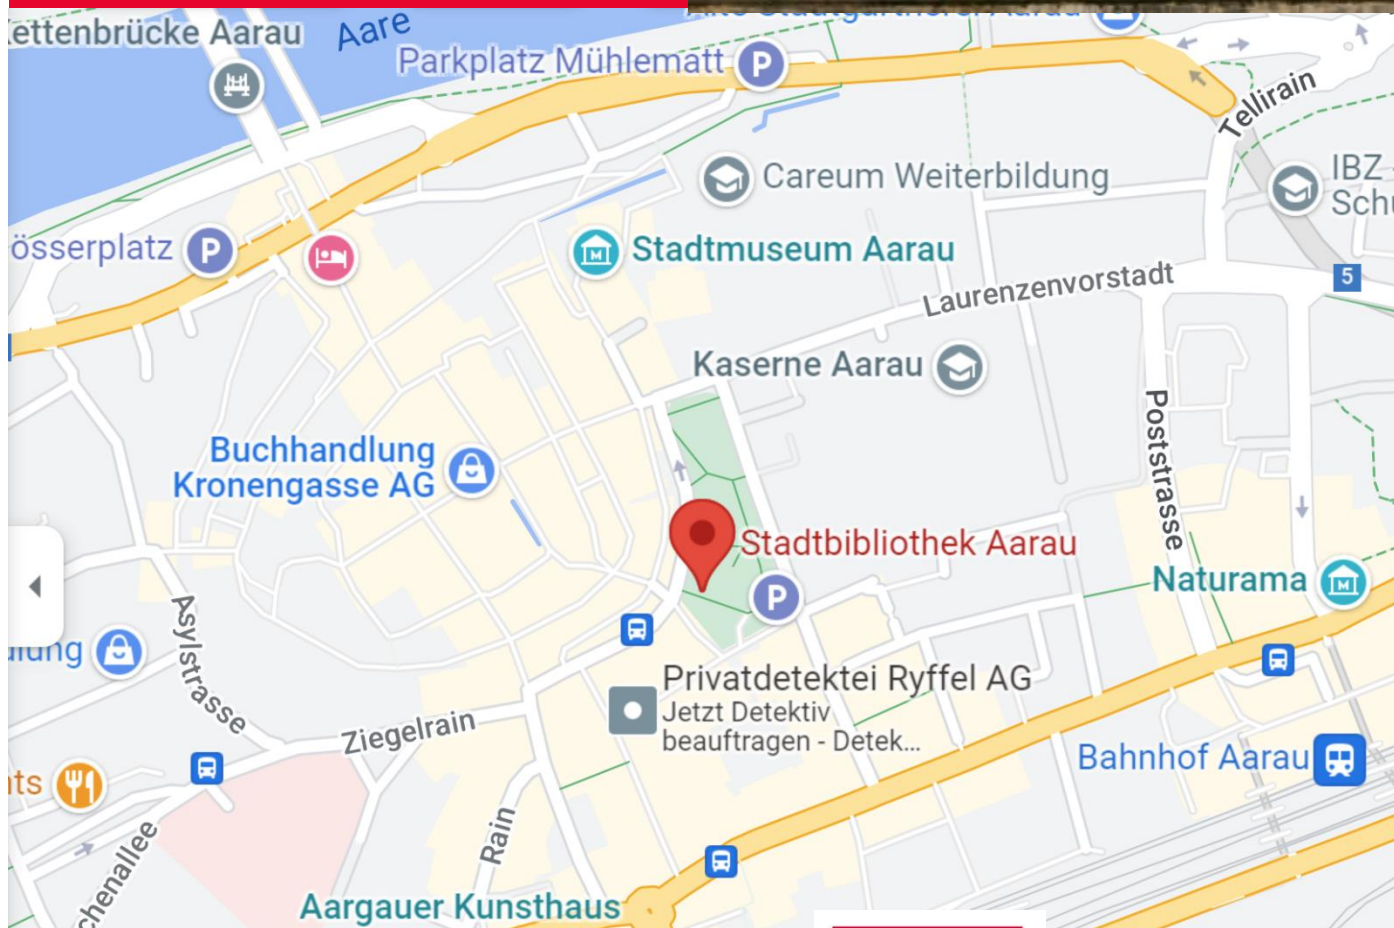 ettenbrücke Aarau
Aare
Parkplatz Mühlematt
P
Tellirain
Careum Weiterbildung
IBZ
Schu
össerplatz
P
Stadtmuseum Aarau
M
Laurenzenvorstadt
5
Kaserne Aarau
Poststrasse
Buchhandlung
Kronengasse AG
Stadtbibliothek Aarau
P
Naturama
M
Asylstrasse
Privatdetektei Ryffel AG
Jetzt Detektiv
beauftragen - Detek...
Ziegelrain
Bahnhof Aarau
nts
Rain
chenallee
Aargauer Kunsthaus